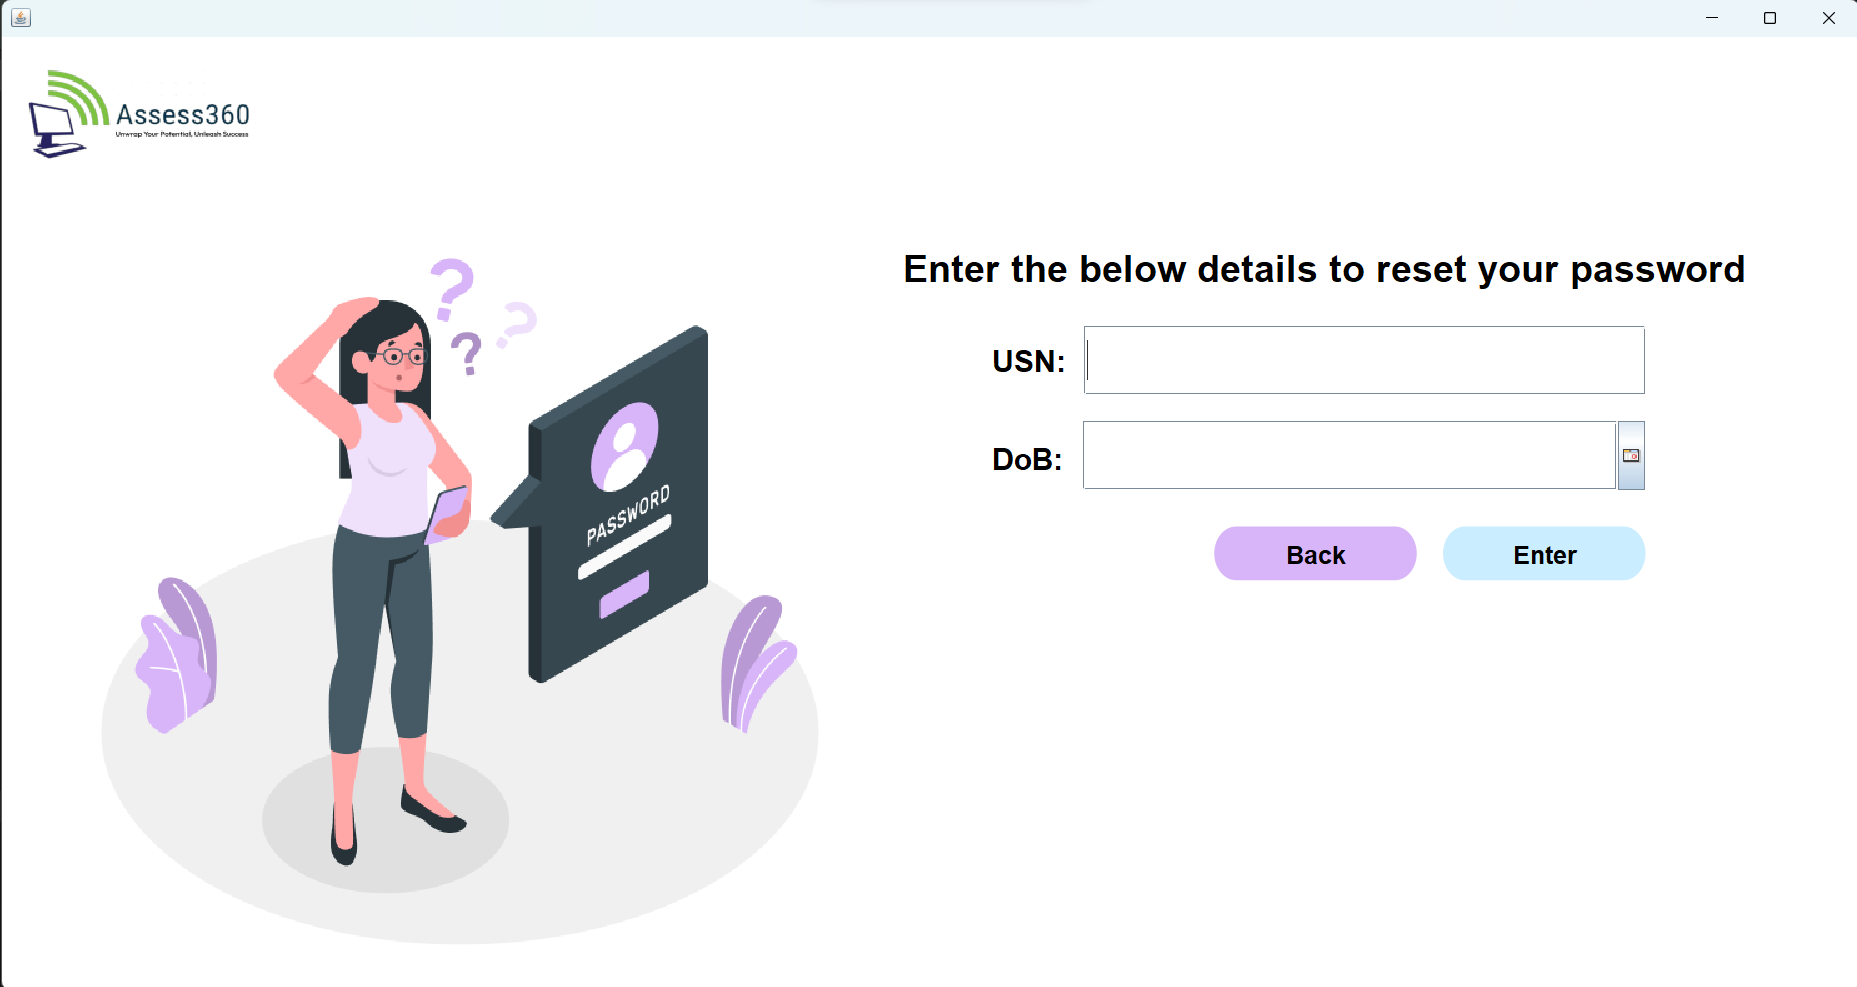 Assess360
Unwrap Your Potential, Unleash Success
Enter the below details to reset your password
USN:
DoB:
Back
Enter
? ? ?
PASSWORD